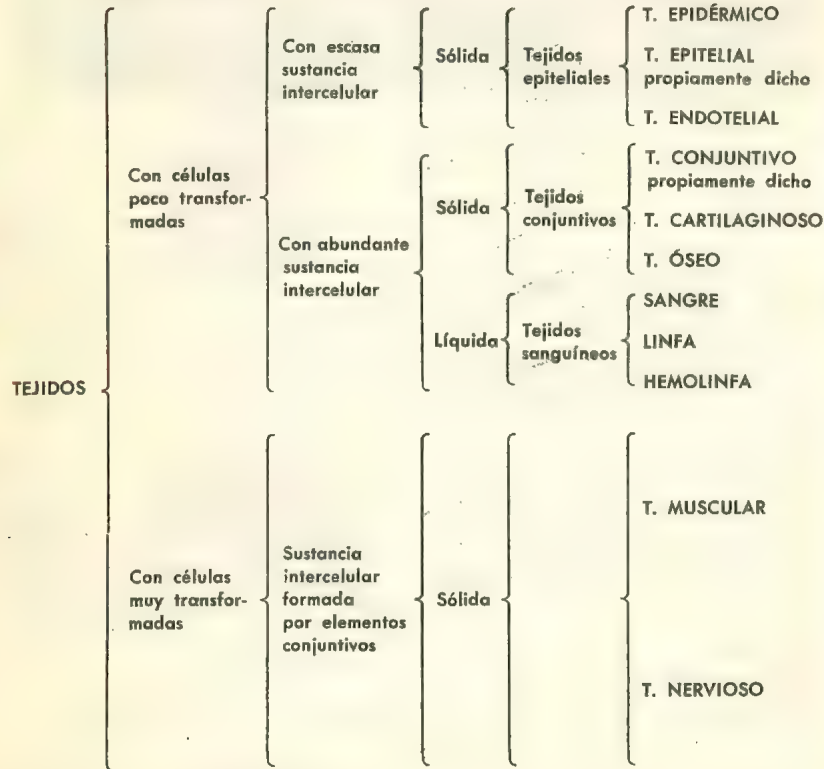 TEJIDOS
Con células
poco transfor-
madas
Con escasa
sustancia
intercelular
Sólida
Tejidos
epiteliales
T. EPIDÉRMICO
T. EPITELIAL
propiamente dicho
T. ENDOTELIAL
Con abundante
sustancia
intercelular
Sólida
Tejidos
conjuntivos
T. CONJUNTIVO
propiamente dicho
T. CARTILAGINOSO
T. ÓSEO
Líquida
Tejidos
sanguíneos
SANGRE
LINFA
HEMOLINFA
Con células
muy transfor-
madas
Sustancia
intercelular
formada
por elementos
conjuntivos
Sólida
T. MUSCULAR
T. NERVIOSO